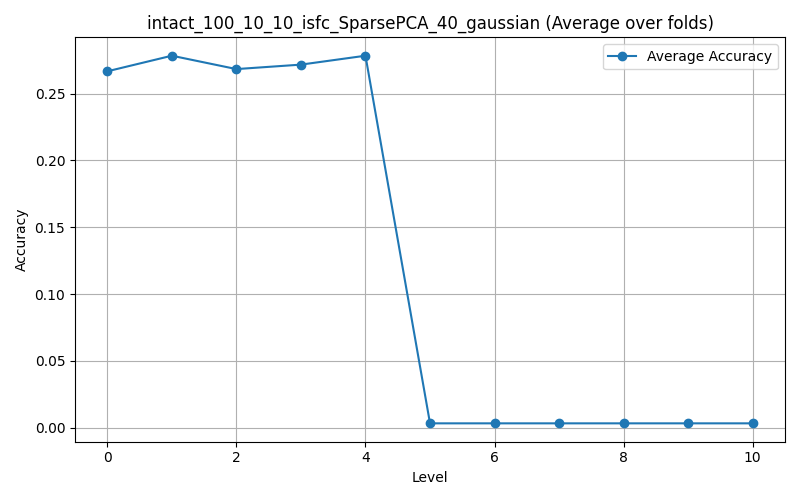 intact_100_10_10_isfc_SparsePCA_40_gaussian (Average over folds)
Average Accuracy
Accuracy
0.25
0.20
0.15
0.10
0.05
0.00
0 2 4 6 8 10
Level